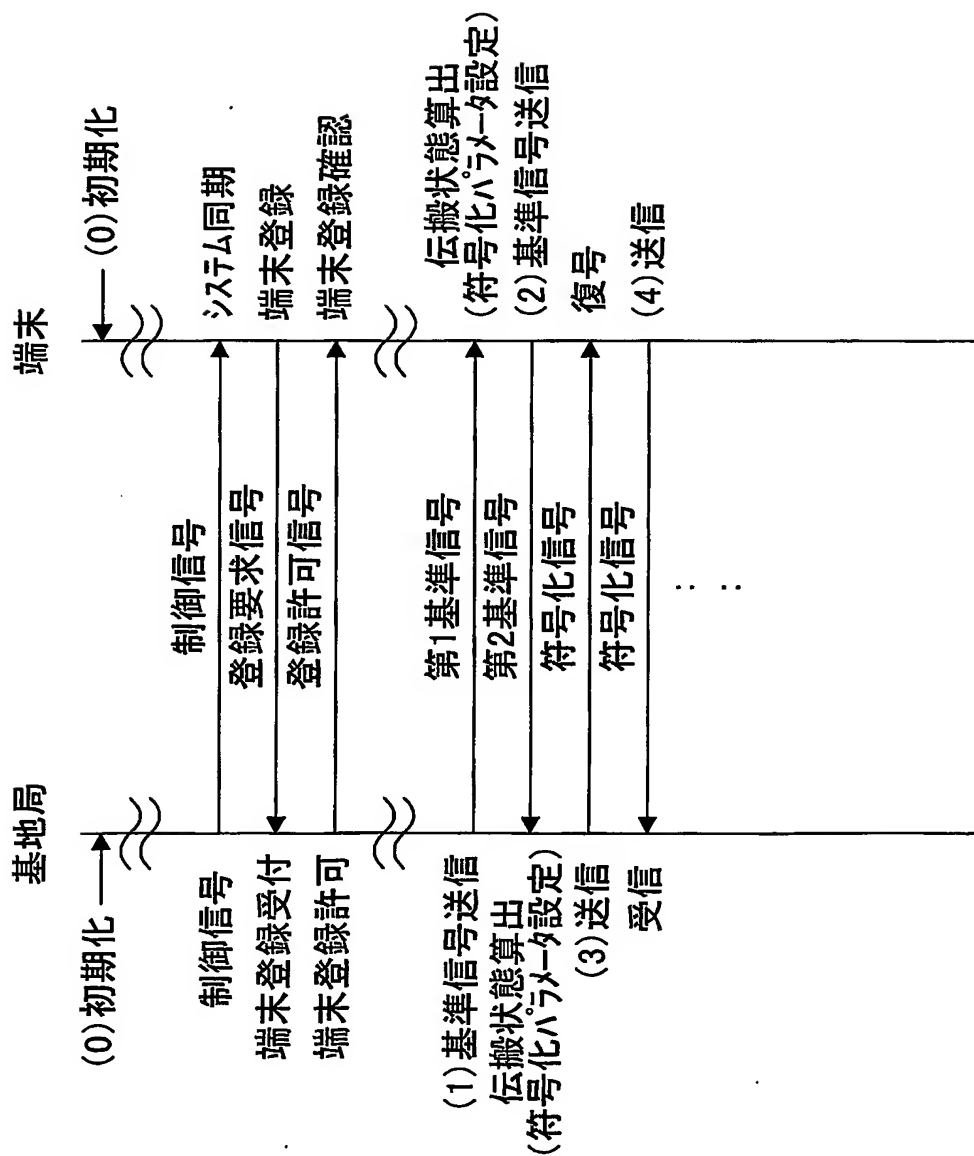 基地局
端末
(0)初期化
(0)初期化
制御信号
制御信号
システム同期
端末登録受付
登録要求信号
端末登録
端末登録許可
登録許可信号
端末登録確認
(1)基準信号送信
第1基準信号
伝搬状態算出
(符号化パラメータ設定)
伝搬状態算出
(符号化パラメータ設定)
第2基準信号
(2)基準信号送信
(3)送信
符号化信号
復号
受信
符号化信号
(4)送信